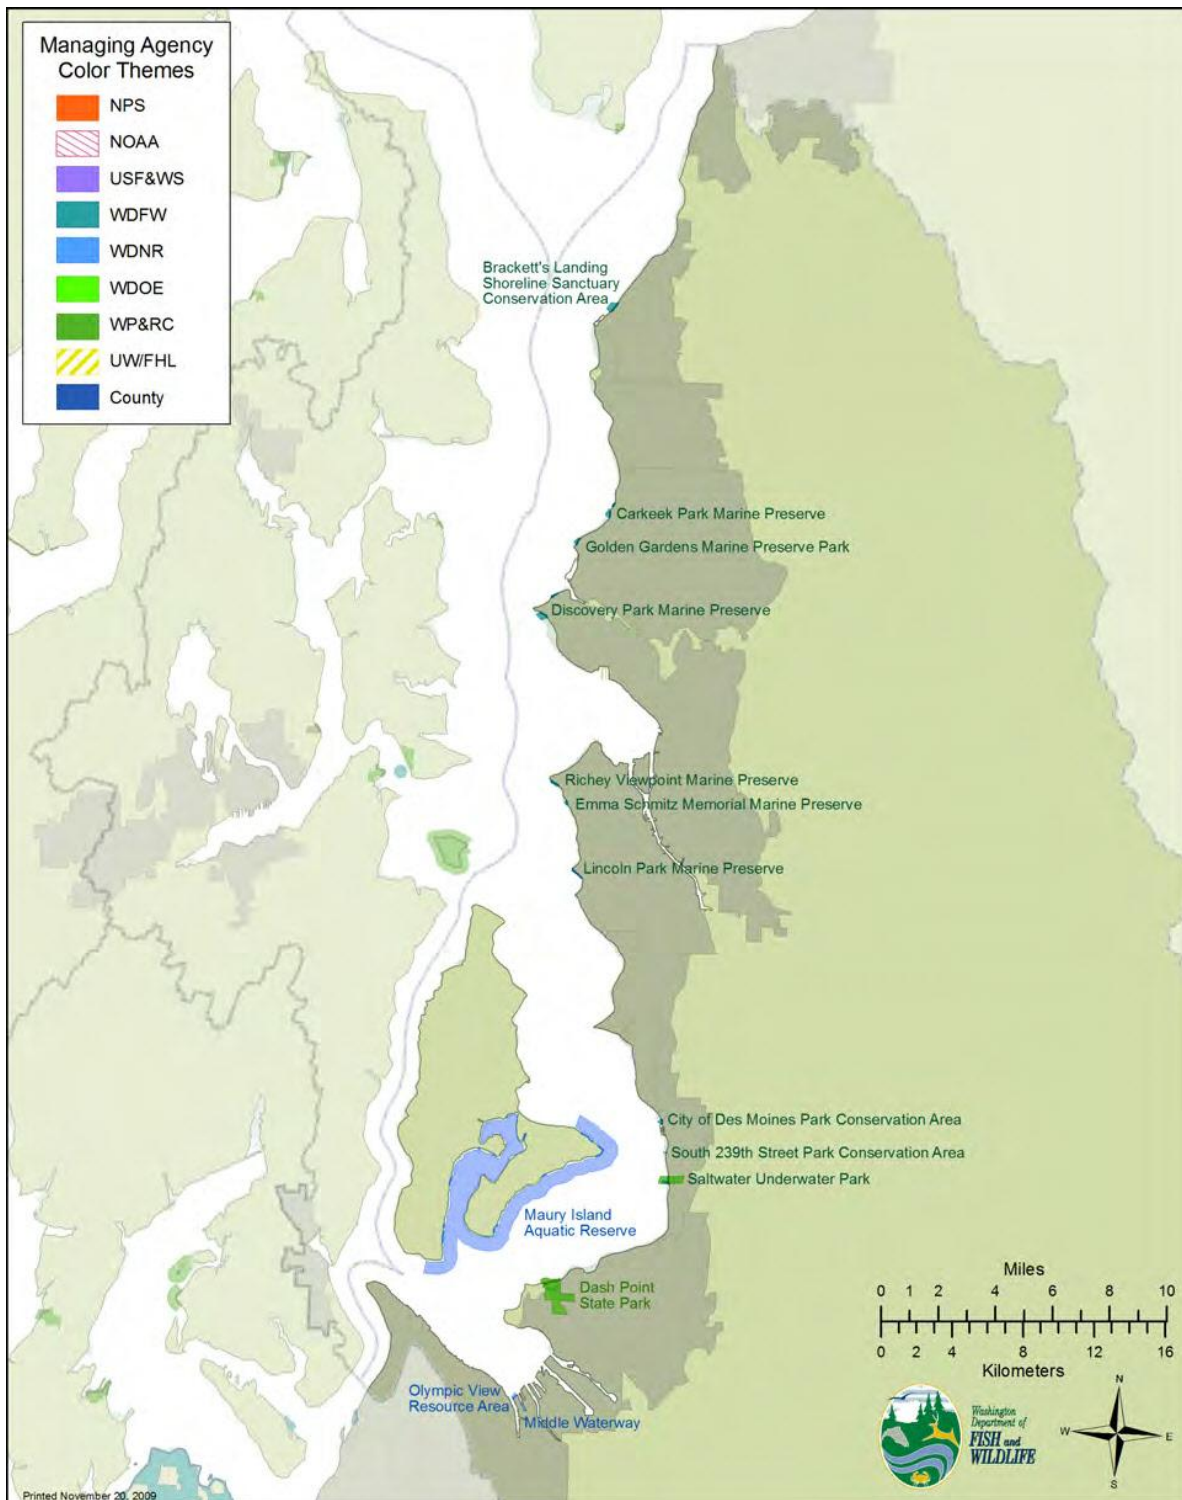 Managing Agency
Color Themes
NPS
NOAA
USF&WS
WDFW
WDNR
WDOE
WP&RC
UW/FHL
County
Brackett's Landing
Shoreline Sanctuary
Conservation Area
Carkeek Park Marine Preserve
Golden Gardens Marine Preserve Park
Discovery Park Marine Preserve
Richey Viewpoint Marine Preserve
Emma Schmitz Memorial Marine Preserve
Lincoln Park Marine Preserve
City of Des Moines Park Conservation Area
South 239th Street Park Conservation Area
Saltwater Underwater Park
Maury Island
Aquatic Reserve
Dash Point
State Park
Olympic View
Resource Area
Middle Waterway
Miles
0 1 2 4 6 8 10
0 2 4 8 12 16
Kilometers
N
W E
S
Washington
Department of
FISH and
WILDLIFE
Printed November 20, 2009